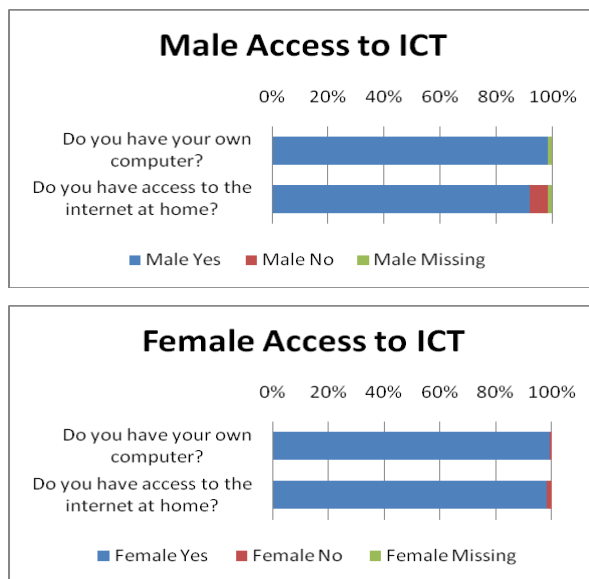 Male Access to ICT
0% 20% 40% 60% 80% 100%
Do you have your own
computer?
Do you have access to the
internet at home?
Male Yes Male No Male Missing
Female Access to ICT
0% 20% 40% 60% 80% 100%
Do you have your own
computer?
Do you have access to the
internet at home?
Female Yes Female No Female Missing